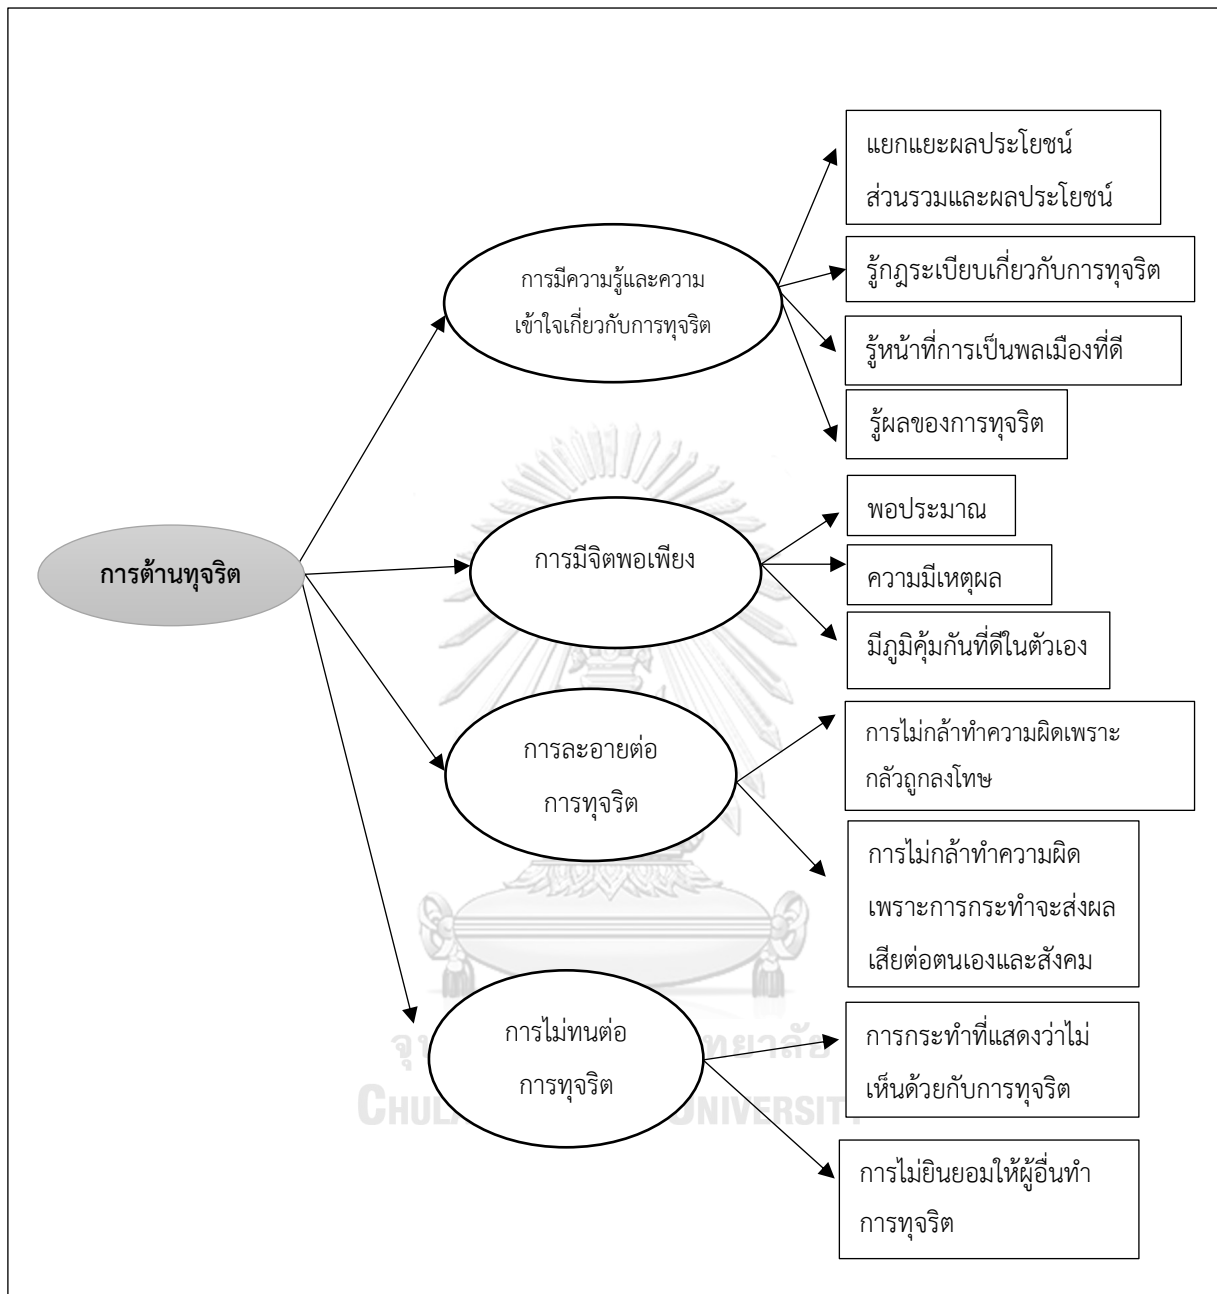 แยกแยะผลประโยชน์
ส่วนรวมและผลประโยชน์
การมีความรู้และความ
เข้าใจเกี่ยวกับการทุจริต
รู้กฎระเบียบเกี่ยวกับการทุจริต
รู้หน้าที่การเป็นพลเมืองที่ดี
รู้ผลของการทุจริต
การต้านทุจริต
การมีจิตพอเพียง
พอประมาณ
ความมีเหตุผล
มีภูมิคุ้มกันที่ดีในตัวเอง
การละอายต่อ
การทุจริต
การไม่กล้าทำความผิดเพราะ
กลัวถูกลงโทษ
การไม่กล้าทำความผิด
เพราะการกระทำจะส่งผล
เสียต่อตนเองและสังคม
การไม่ทนต่อ
การทุจริต
การกระทำที่แสดงว่าไม่
เห็นด้วยกับการทุจริต
การไม่ยินยอมให้ผู้อื่นทำ
การทุจริต